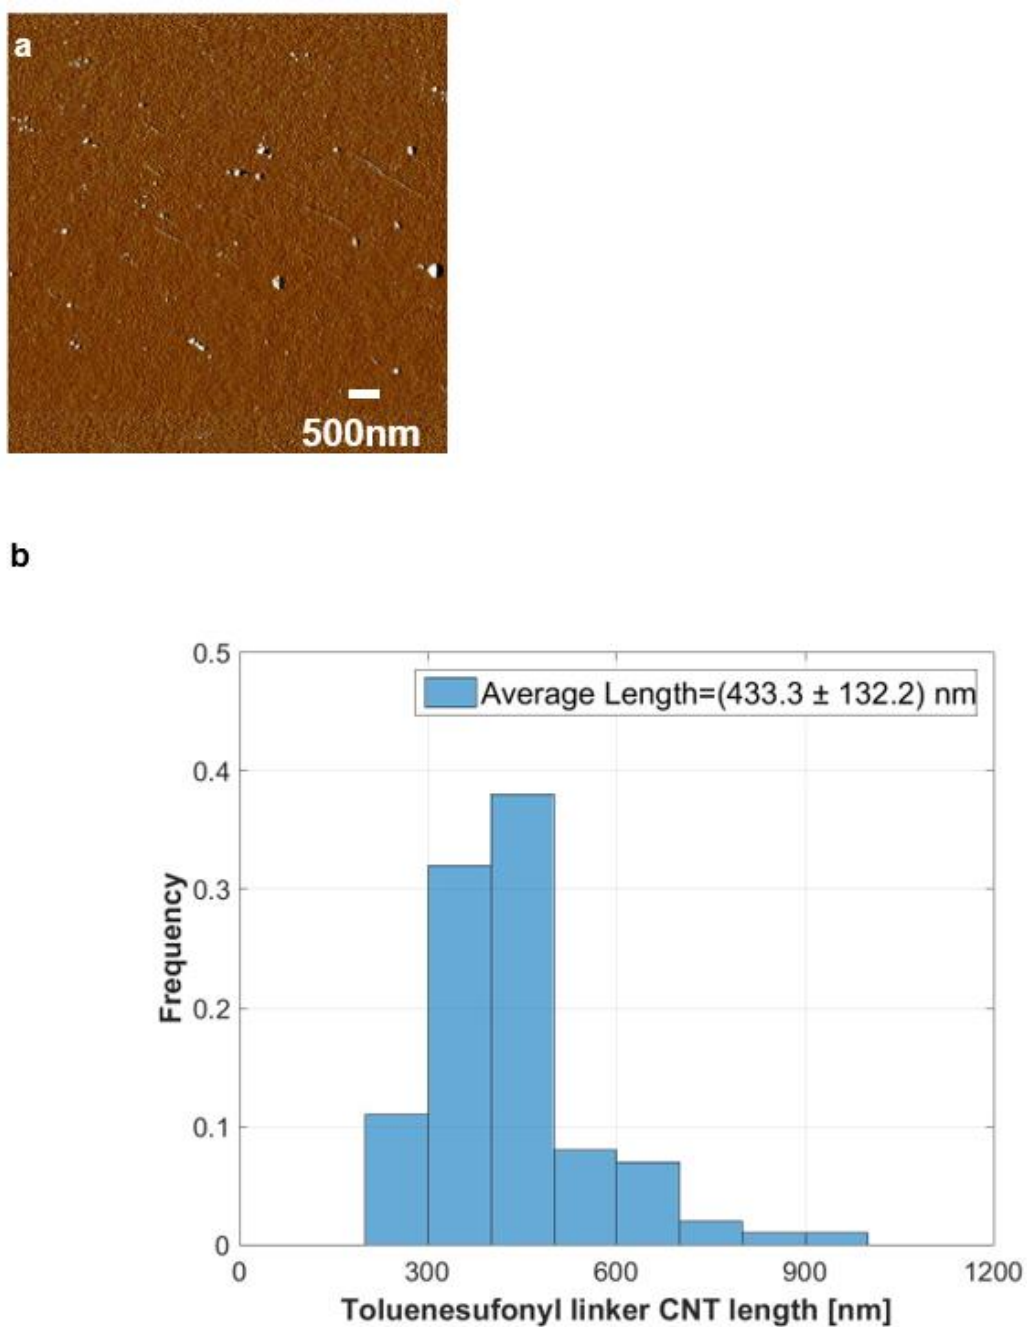 a
500nm
b
0.5
Average Length=(433.3 ± 132.2) nm
0.4
0.3
0.2
0.1
0
Frequency
0 300 600 900 1200
Toluenesufonyl linker CNT length [nm]